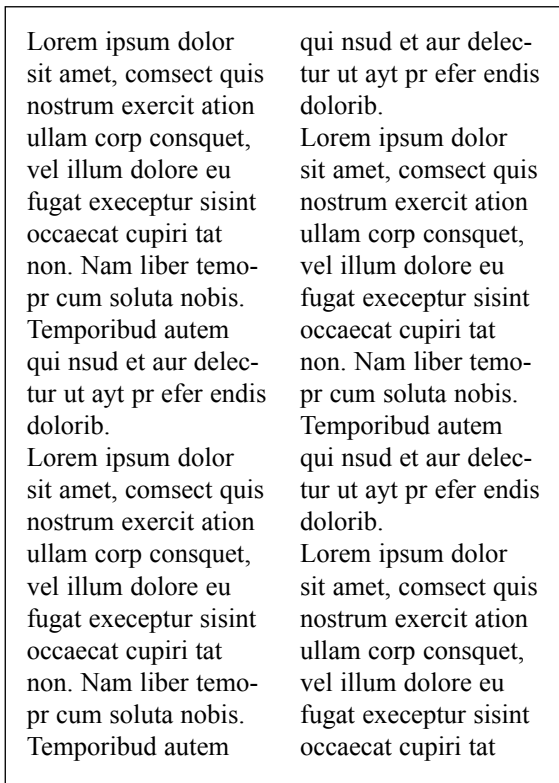 Lorem ipsum dolor
sit amet, comsect quis
nostrum exercit ation
ullam corp consquet,
vel illum dolore eu
fugat execeptur sisint
occaecat cupiri tat
non. Nam liber temo-
pr cum soluta nobis.
Temporibud autem
qui nsud et aur delec-
tur ut ayt pr efer endis
dolorib.
Lorem ipsum dolor
sit amet, comsect quis
nostrum exercit ation
ullam corp consquet,
vel illum dolore eu
fugat execeptur sisint
occaecat cupiri tat
non. Nam liber temo-
pr cum soluta nobis.
Temporibud autem
qui nsud et aur delec-
tur ut ayt pr efer endis
dolorib.
Lorem ipsum dolor
sit amet, comsect quis
nostrum exercit ation
ullam corp consquet,
vel illum dolore eu
fugat execeptur sisint
occaecat cupiri tat
non. Nam liber temo-
pr cum soluta nobis.
Temporibud autem
qui nsud et aur delec-
tur ut ayt pr efer endis
dolorib.
Lorem ipsum dolor
sit amet, comsect quis
nostrum exercit ation
ullam corp consquet,
vel illum dolore eu
fugat execeptur sisint
occaecat cupiri tat